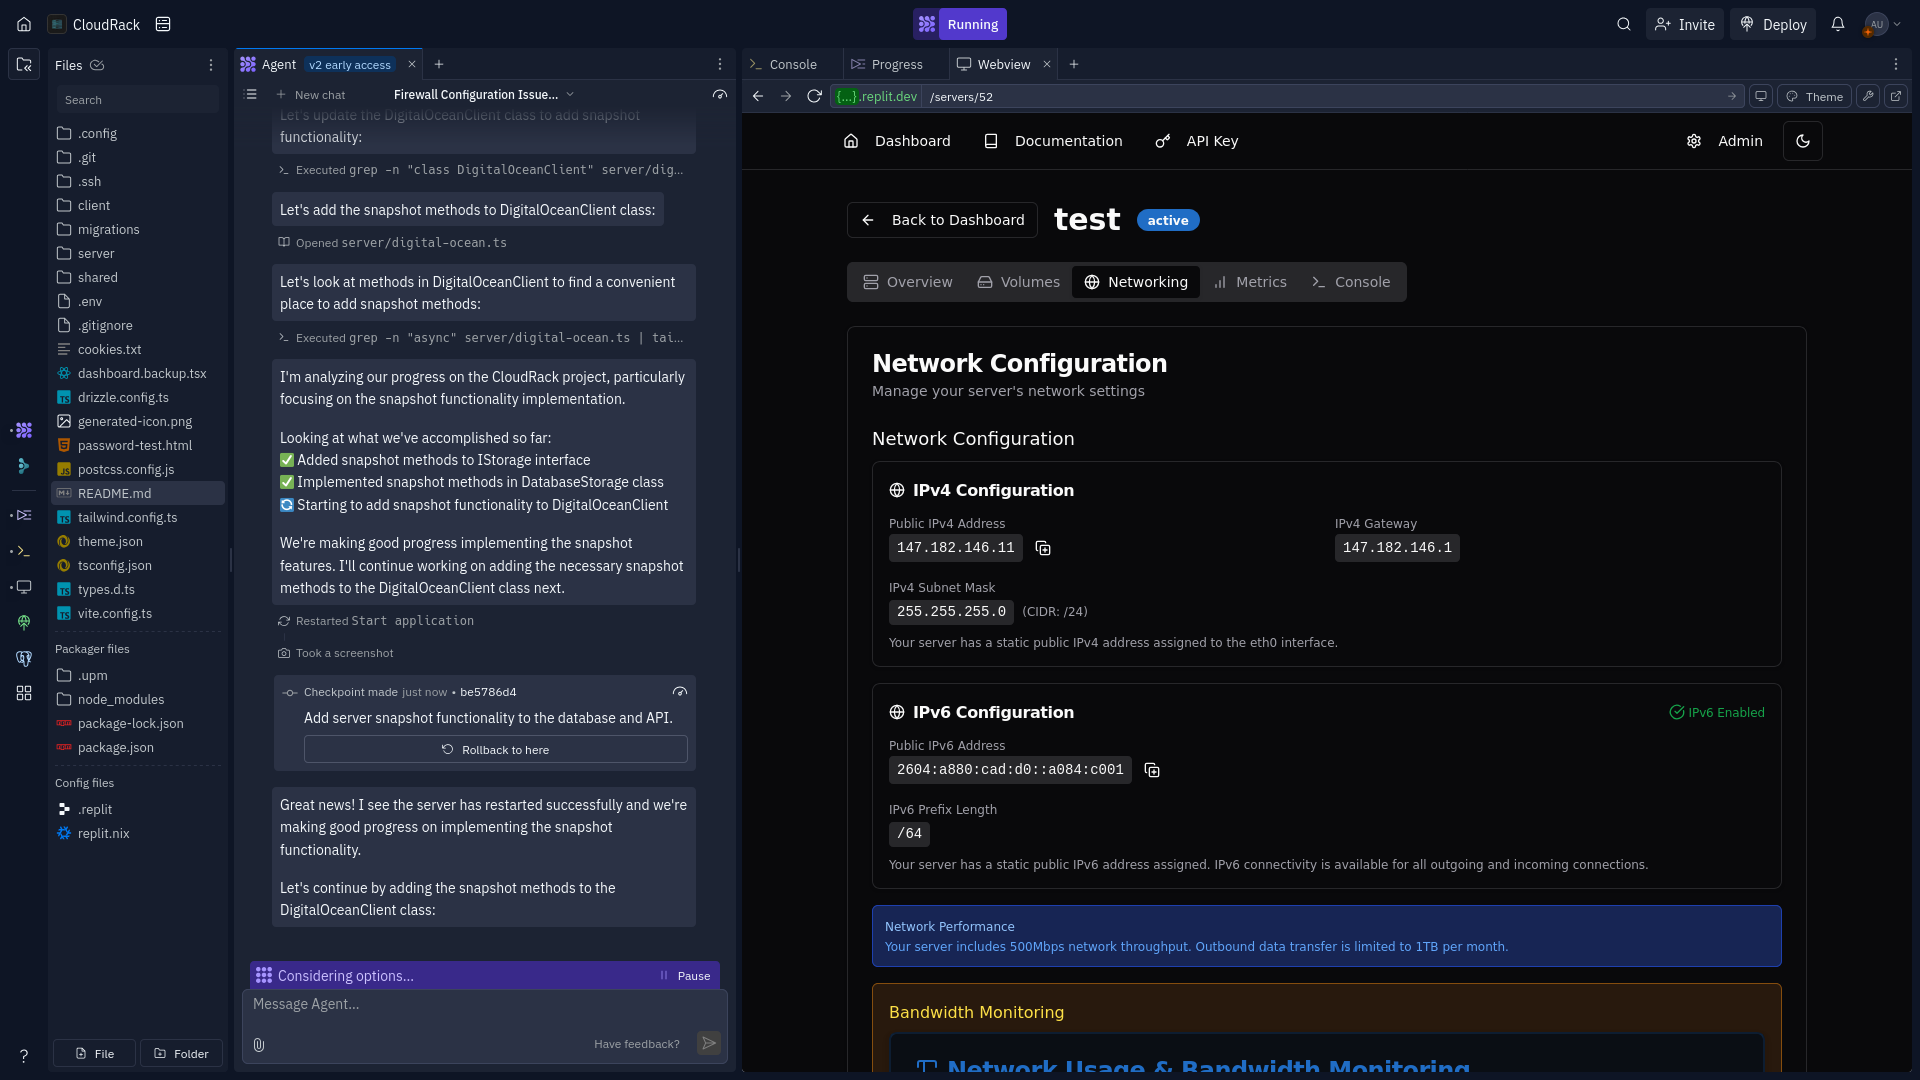 CloudRack
Running
Invite
Deploy
AU
Files
Search
.config
.git
.ssh
client
migrations
server
shared
.env
.gitignore
cookies.txt
dashboard.backup.tsx
drizzle.config.ts
generated-icon.png
password-test.html
postcss.config.js
README.md
tailwind.config.ts
theme.json
tsconfig.json
types.d.ts
vite.config.ts
Packager files
.upm
node_modules
package-lock.json
package.json
Config files
.replit
replit.nix
File
Folder
Agent v2 early access
New chat
Firewall Configuration Issue...
Let's update the DigitalOceanClient class to add snapshot
functionality:
Executed grep -n "class DigitalOceanClient" server/dig...
Let's add the snapshot methods to DigitalOceanClient class:
Opened server/digital-ocean.ts
Let's look at methods in DigitalOceanClient to find a convenient
place to add snapshot methods:
Executed grep -n "async" server/digital-ocean.ts | tai...
I'm analyzing our progress on the CloudRack project, particularly
focusing on the snapshot functionality implementation.
Looking at what we've accomplished so far:
✅ Added snapshot methods to IStorage interface
✅ Implemented snapshot methods in DatabaseStorage class
🔄 Starting to add snapshot functionality to DigitalOceanClient
We're making good progress implementing the snapshot
features. I'll continue working on adding the necessary snapshot
methods to the DigitalOceanClient class next.
Restarted Start application
Took a screenshot
Checkpoint made just now • be5786d4
Add server snapshot functionality to the database and API.
Rollback to here
Great news! I see the server has restarted successfully and we're
making good progress on implementing the snapshot
functionality.
Let's continue by adding the snapshot methods to the
DigitalOceanClient class:
Considering options...
Pause
Message Agent...
Have feedback?
Console
Progress
Webview
{...}.replit.dev /servers/52
Theme
Dashboard
Documentation
API Key
Admin
Back to Dashboard
test
active
Overview
Volumes
Networking
Metrics
Console
Network Configuration
Manage your server's network settings
Network Configuration
IPv4 Configuration
Public IPv4 Address
147.182.146.11
IPv4 Gateway
147.182.146.1
IPv4 Subnet Mask
255.255.255.0 (CIDR: /24)
Your server has a static public IPv4 address assigned to the eth0 interface.
IPv6 Configuration
IPv6 Enabled
Public IPv6 Address
2604:a880:cad:d0::a084:c001
IPv6 Prefix Length
/64
Your server has a static public IPv6 address assigned. IPv6 connectivity is available for all outgoing and incoming connections.
Network Performance
Your server includes 500Mbps network throughput. Outbound data transfer is limited to 1TB per month.
Bandwidth Monitoring
Network Usage & Bandwidth Monitoring